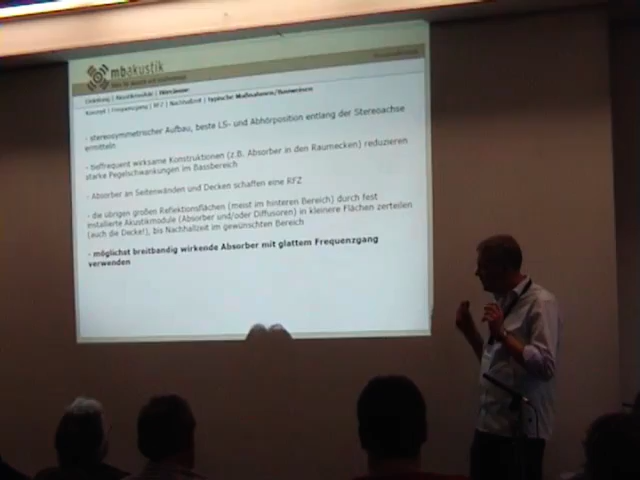 mbakustik
Einleitung | Akustikmodule | Hörräume
Konzept | Frequenzgang | RFZ | Nachhallzeit | typische Maßnahmen/Bauweisen
- stereosymmetrischer Aufbau, beste LS- und Abhörposition entlang der Stereoachse
ermitteln
- tieffrequent wirksame Konstruktionen (z.B. Absorber in den Raumecken) reduzieren
starke Pegelschwankungen im Bassbereich
- Absorber an Seitenwänden und Decken schaffen eine RFZ
- die übrigen großen Reflektionsflächen (meist im hinteren Bereich) durch fest
installierte Akustikmodule (Absorber und/oder Diffusoren) in kleinere Flächen zerteilen
(auch die Decke!), bis Nachhallzeit im gewünschten Bereich
- möglichst breitbandig wirkende Absorber mit glattem Frequenzgang
verwenden